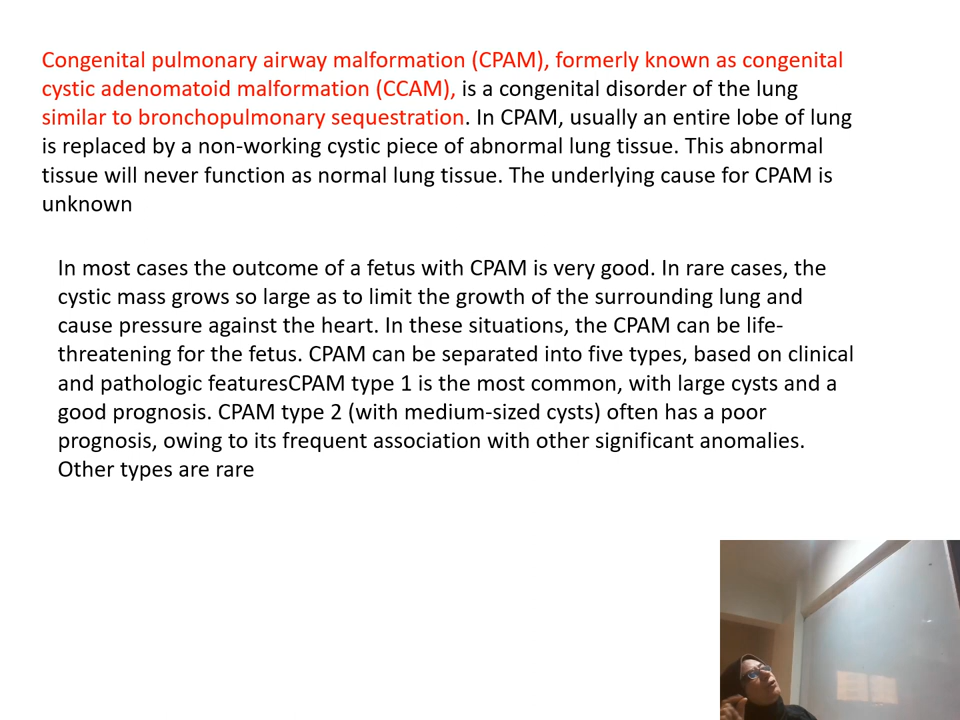 Congenital pulmonary airway malformation (CPAM), formerly known as congenital
cystic adenomatoid malformation (CCAM), is a congenital disorder of the lung
similar to bronchopulmonary sequestration. In CPAM, usually an entire lobe of lung
is replaced by a non-working cystic piece of abnormal lung tissue. This abnormal
tissue will never function as normal lung tissue. The underlying cause for CPAM is
unknown
In most cases the outcome of a fetus with CPAM is very good. In rare cases, the
cystic mass grows so large as to limit the growth of the surrounding lung and
cause pressure against the heart. In these situations, the CPAM can be life-
threatening for the fetus. CPAM can be separated into five types, based on clinical
and pathologic featuresCPAM type 1 is the most common, with large cysts and a
good prognosis. CPAM type 2 (with medium-sized cysts) often has a poor
prognosis, owing to its frequent association with other significant anomalies.
Other types are rare